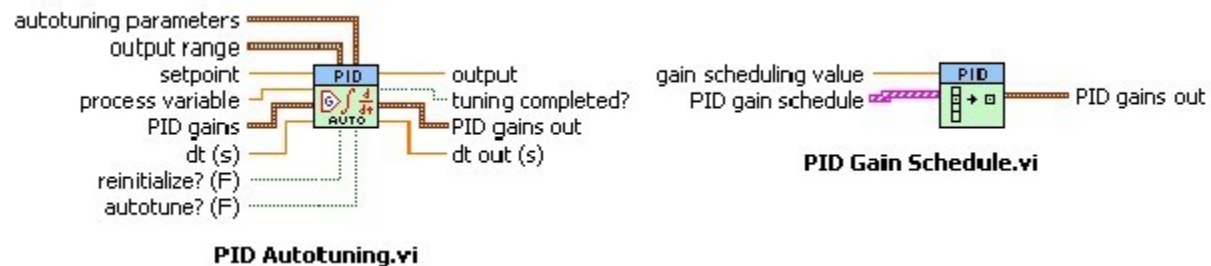 autotuning parameters
output range
setpoint
process variable
PID gains
dt (s)
reinitialize? (F)
autotune? (F)
PID
G ∫ d/dt
AUTO
output
tuning completed?
PID gains out
dt out (s)
PID Autotuning.vi
gain scheduling value
PID gain schedule
PID
PID gains out
PID Gain Schedule.vi